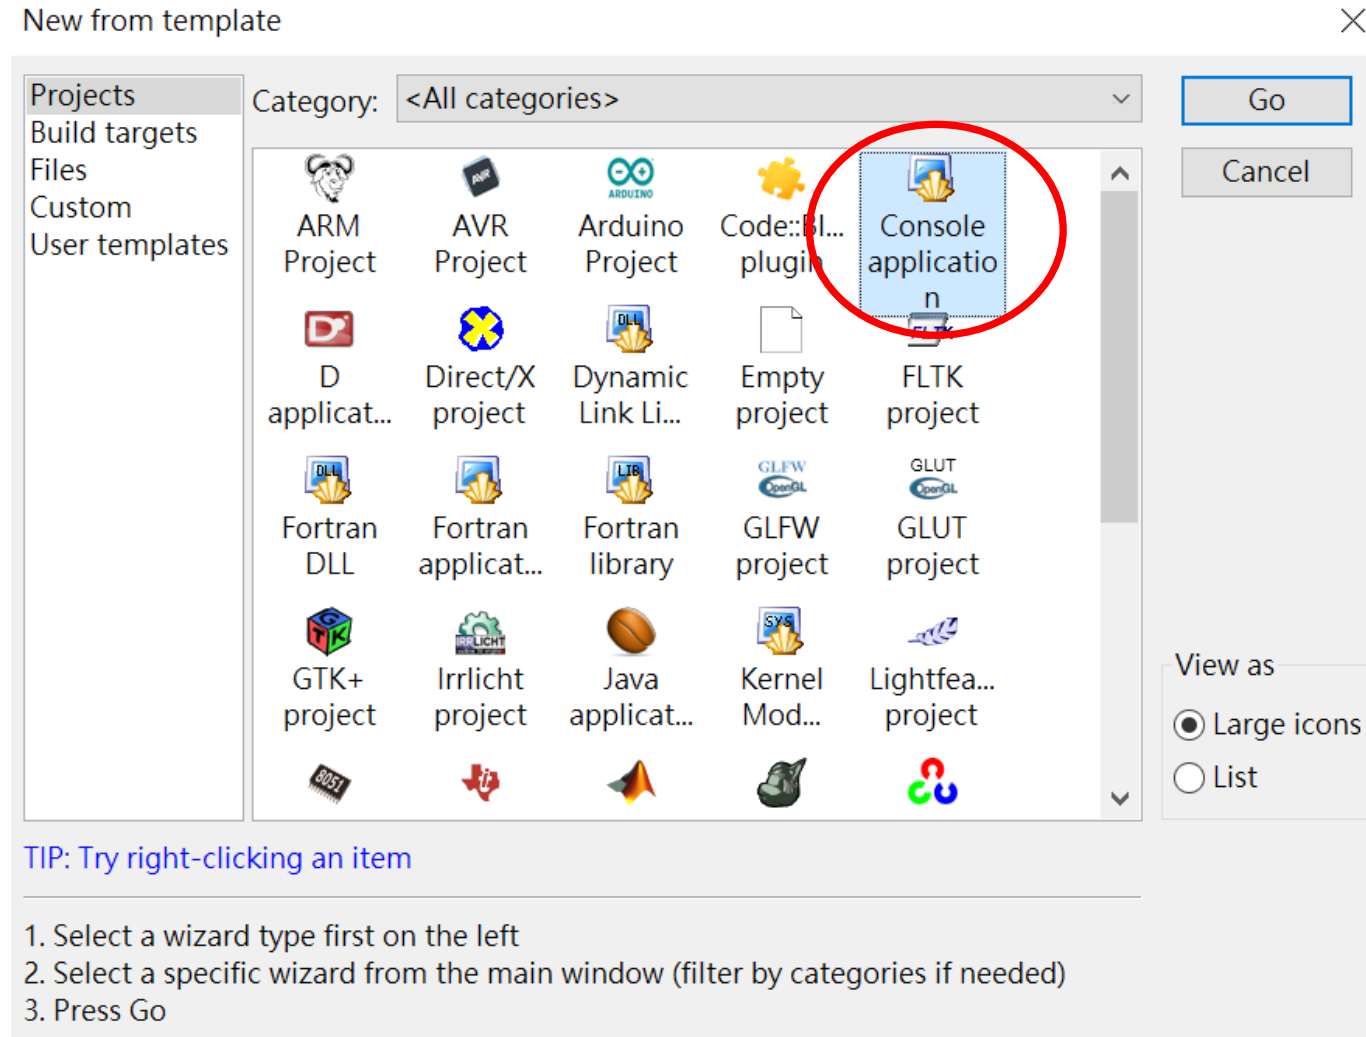 New from template
Projects
Build targets
Files
Custom
User templates
Category: <All categories>
Go
Cancel
AVR
ARDUINO
ARM
Project
AVR
Project
Arduino
Project
Code::Bl...
plugin
Console
applicatio
n
D
DLL
FLTK
D
applicat...
Direct/X
project
Dynamic
Link Li...
Empty
project
FLTK
project
DLL
LIB
GLFW
OpenGL
GLUT
OpenGL
Fortran
DLL
Fortran
applicat...
Fortran
library
GLFW
project
GLUT
project
GTK
IRRLICHT
SYS
GTK+
project
Irrlicht
project
Java
applicat...
Kernel
Mod...
Lightfea...
project
8051
View as
Large icons
List
TIP: Try right-clicking an item
1. Select a wizard type first on the left
2. Select a specific wizard from the main window (filter by categories if needed)
3. Press Go